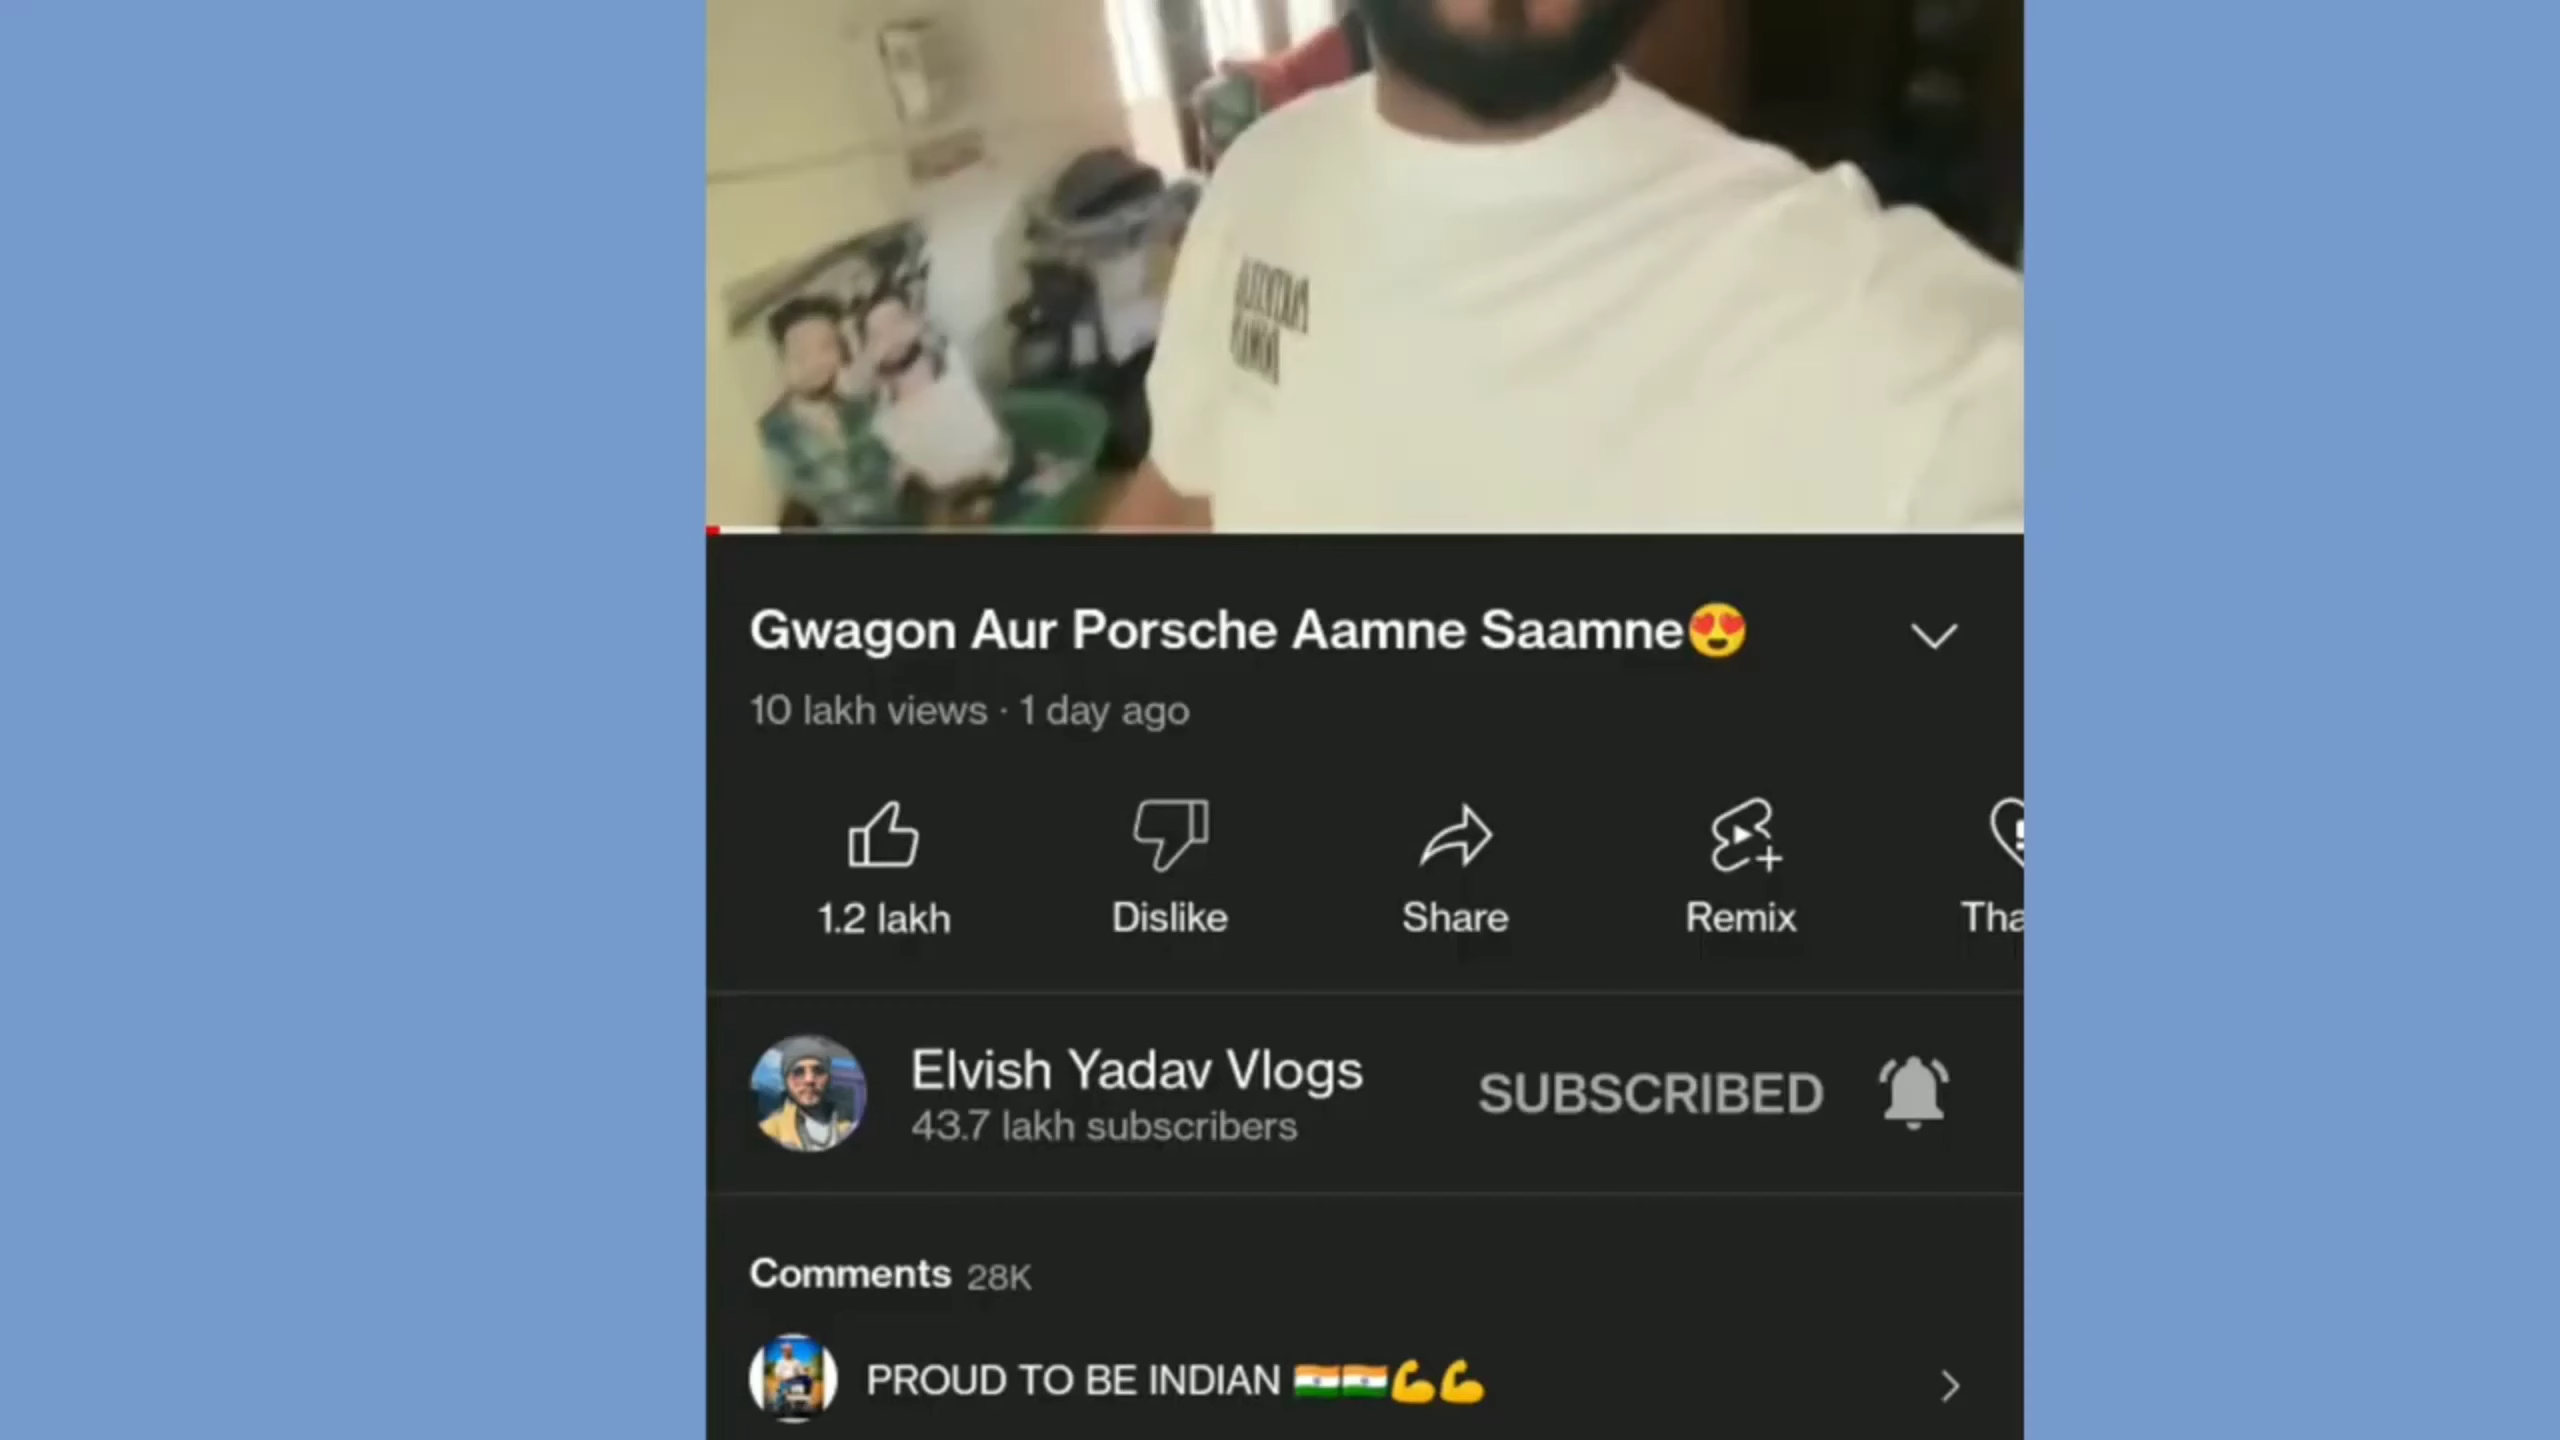 Gwagon Aur Porsche Aamne Saamne😍
10 lakh views · 1 day ago
1.2 lakh
Dislike
Share
Remix
Tha
Elvish Yadav Vlogs
43.7 lakh subscribers
SUBSCRIBED
Comments 28K
PROUD TO BE INDIAN 🇮🇳🇮🇳💪💪